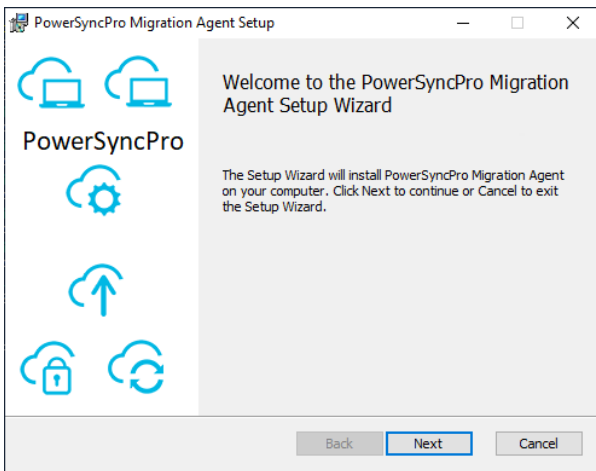 PowerSyncPro Migration Agent Setup
PowerSyncPro
Welcome to the PowerSyncPro Migration
Agent Setup Wizard
The Setup Wizard will install PowerSyncPro Migration Agent
on your computer. Click Next to continue or Cancel to exit
the Setup Wizard.
Back
Next
Cancel